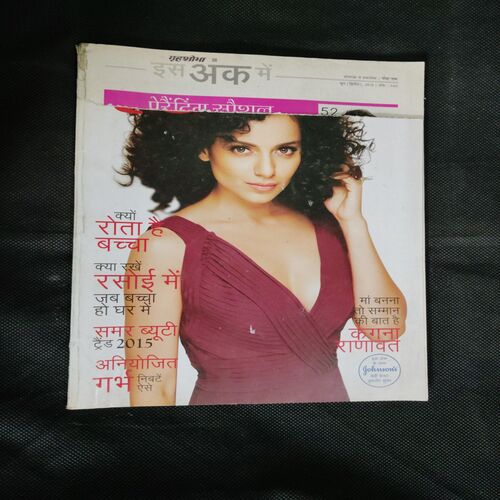 गृहशोभा
इस अंक में
पेरैंटिंग स्पैशल
52
क्यों
रोता है
बच्चा
क्या रखें
रसोई में
जब बच्चा
हो घर में
समर ब्यूटी
ट्रैंड 2015
अनियोजित
गर्भ निबटें
ऐसे
मां बनना
तो सम्मान
की बात है
कंगना
राणावत
Johnson's